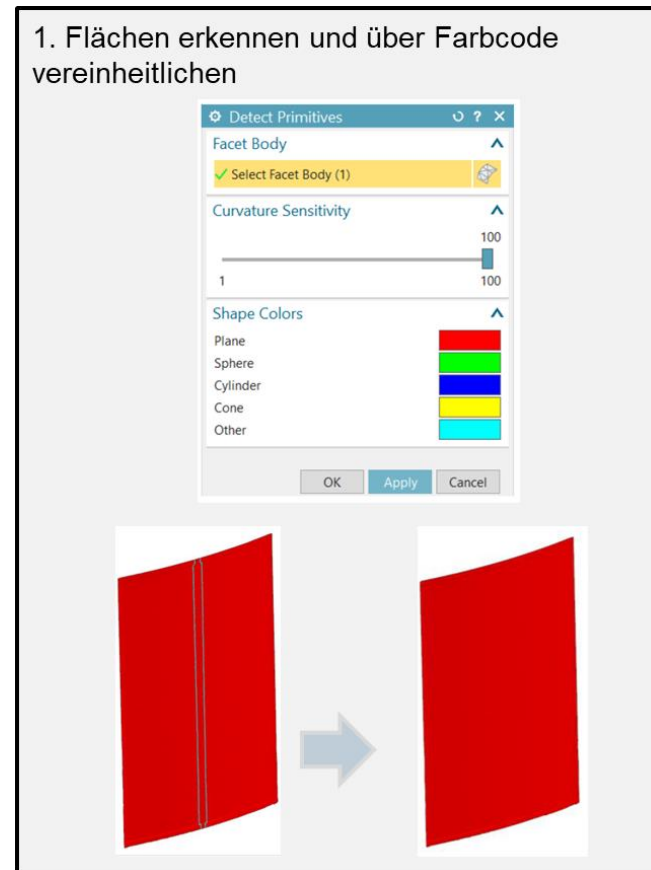 1. Flächen erkennen und über Farbcode
vereinheitlichen
Detect Primitives
?
Facet Body
Select Facet Body (1)
Curvature Sensitivity
100
1
100
Shape Colors
Plane
Sphere
Cylinder
Cone
Other
OK
Apply
Cancel